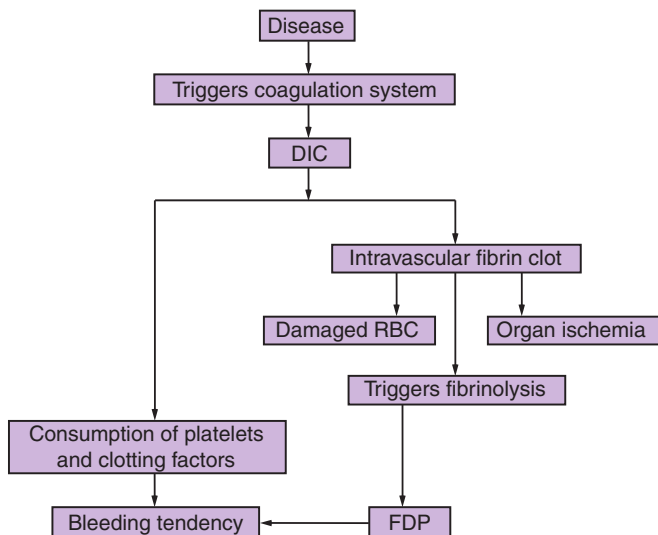 Disease
Triggers coagulation system
DIC
Intravascular fibrin clot
Damaged RBC
Organ ischemia
Triggers fibrinolysis
Consumption of platelets
and clotting factors
Bleeding tendency
FDP